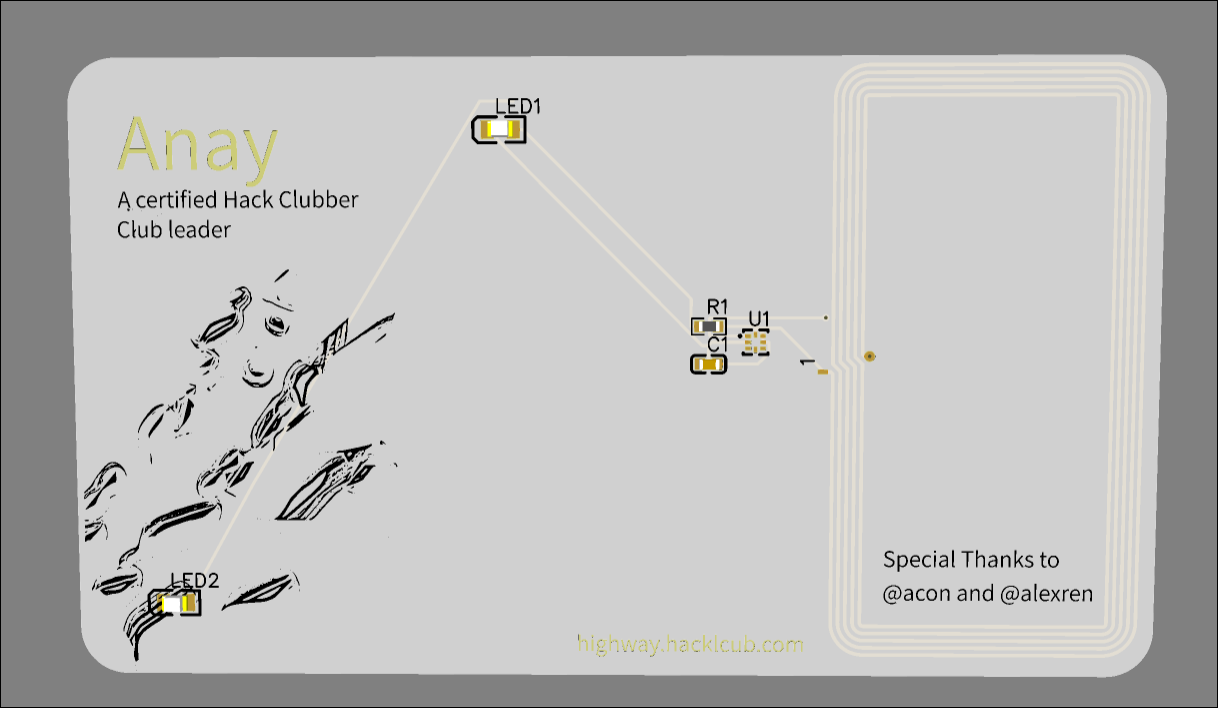 LED1
Anay
A certified Hack Clubber
Club leader
R1
U1
C1
1
Special Thanks to
@acon and @alexren
LED2
highway.hacklcub.com